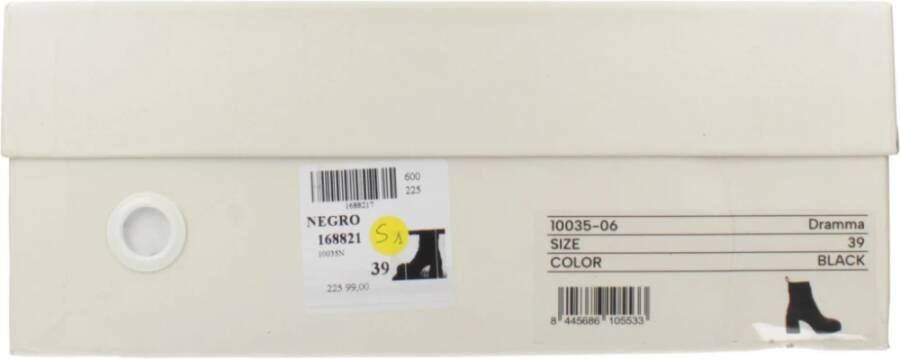 600
225
1688217
NEGRO
168821
S1
10035N
39
225 99,00
10035-06 Dramma
SIZE 39
COLOR BLACK
8 445686 105533